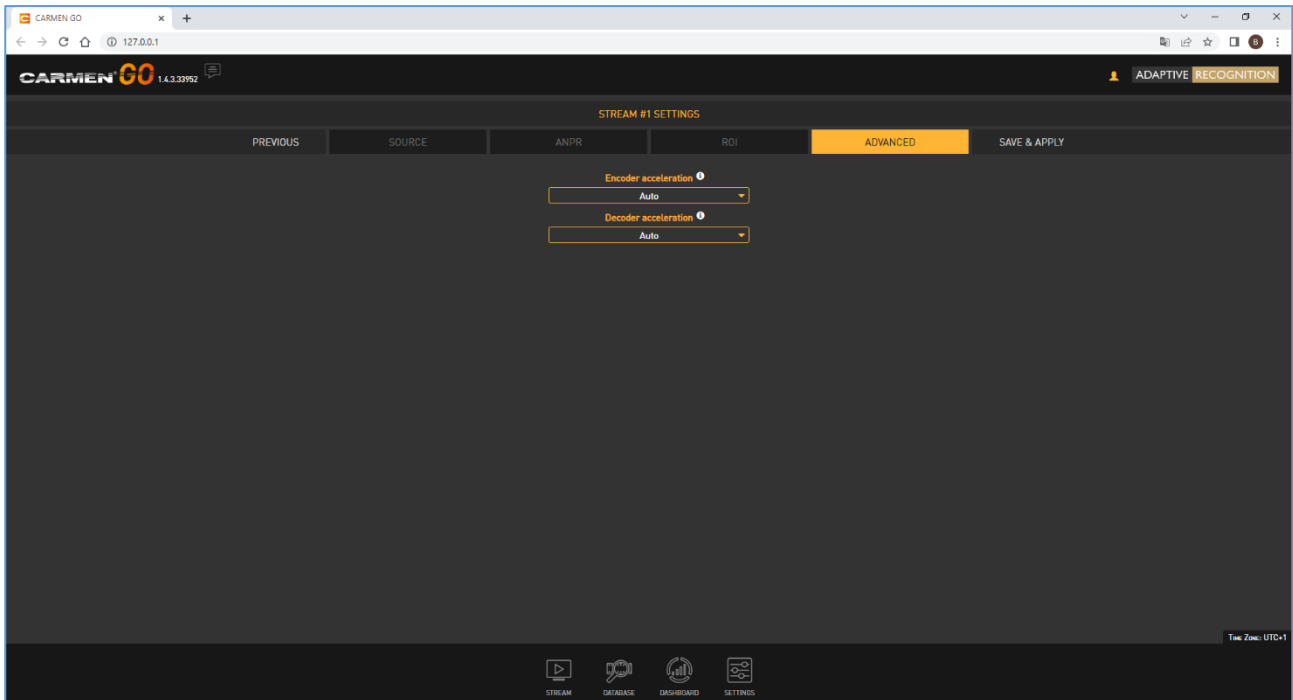 CARMEN GO
127.0.0.1
B
CARMEN GO 1.4.3.33952
ADAPTIVE RECOGNITION
STREAM #1 SETTINGS
PREVIOUS SOURCE ANPR ROI ADVANCED SAVE & APPLY
Encoder acceleration
Auto
Decoder acceleration
Auto
TIME ZONE: UTC+1
STREAM DATABASE DASHBOARD SETTINGS